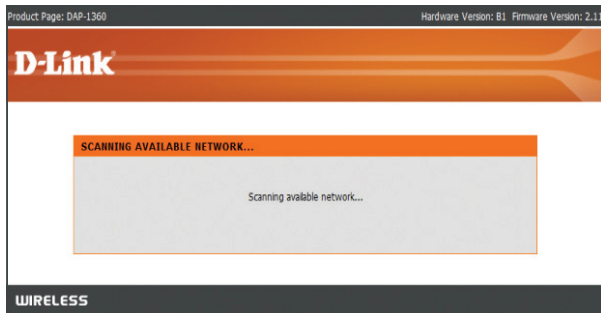 Product Page: DAP-1360 Hardware Version: B1 Firmware Version: 2.11
D-Link
SCANNING AVAILABLE NETWORK...
Scanning available network...
WIRELESS